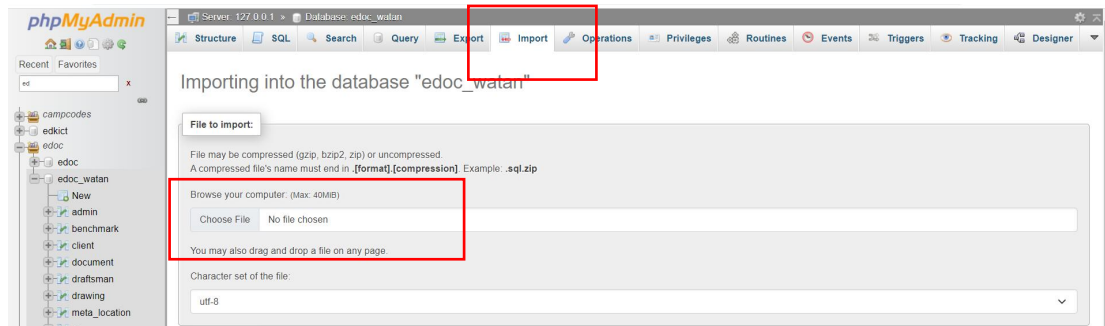 phpMyAdmin
Recent Favorites
ed X
campcodes
edkict
edoc
edoc
edoc_watan
New
admin
benchmark
client
document
draftsman
drawing
meta_location
Server: 127.0.0.1 » Database: edoc_watan
Structure SQL Search Query Export Import Operations Privileges Routines Events Triggers Tracking Designer
Importing into the database "edoc_watan"
File to import:
File may be compressed (gzip, bzip2, zip) or uncompressed.
A compressed file's name must end in .[format].[compression]. Example: .sql.zip
Browse your computer: (Max: 40MiB)
Choose File No file chosen
You may also drag and drop a file on any page.
Character set of the file:
utf-8